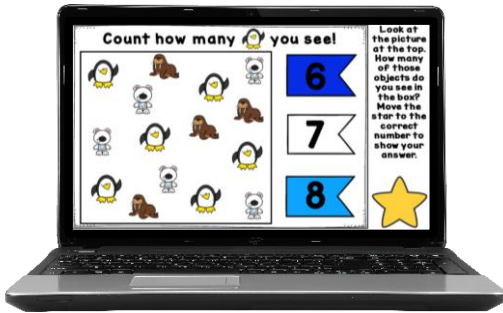 Count how many you see!
6
7
8
Look at
the picture
at the top.
How many
of those
objects do
you see in
the box?
Move the
star to the
correct
number to
show your
answer.